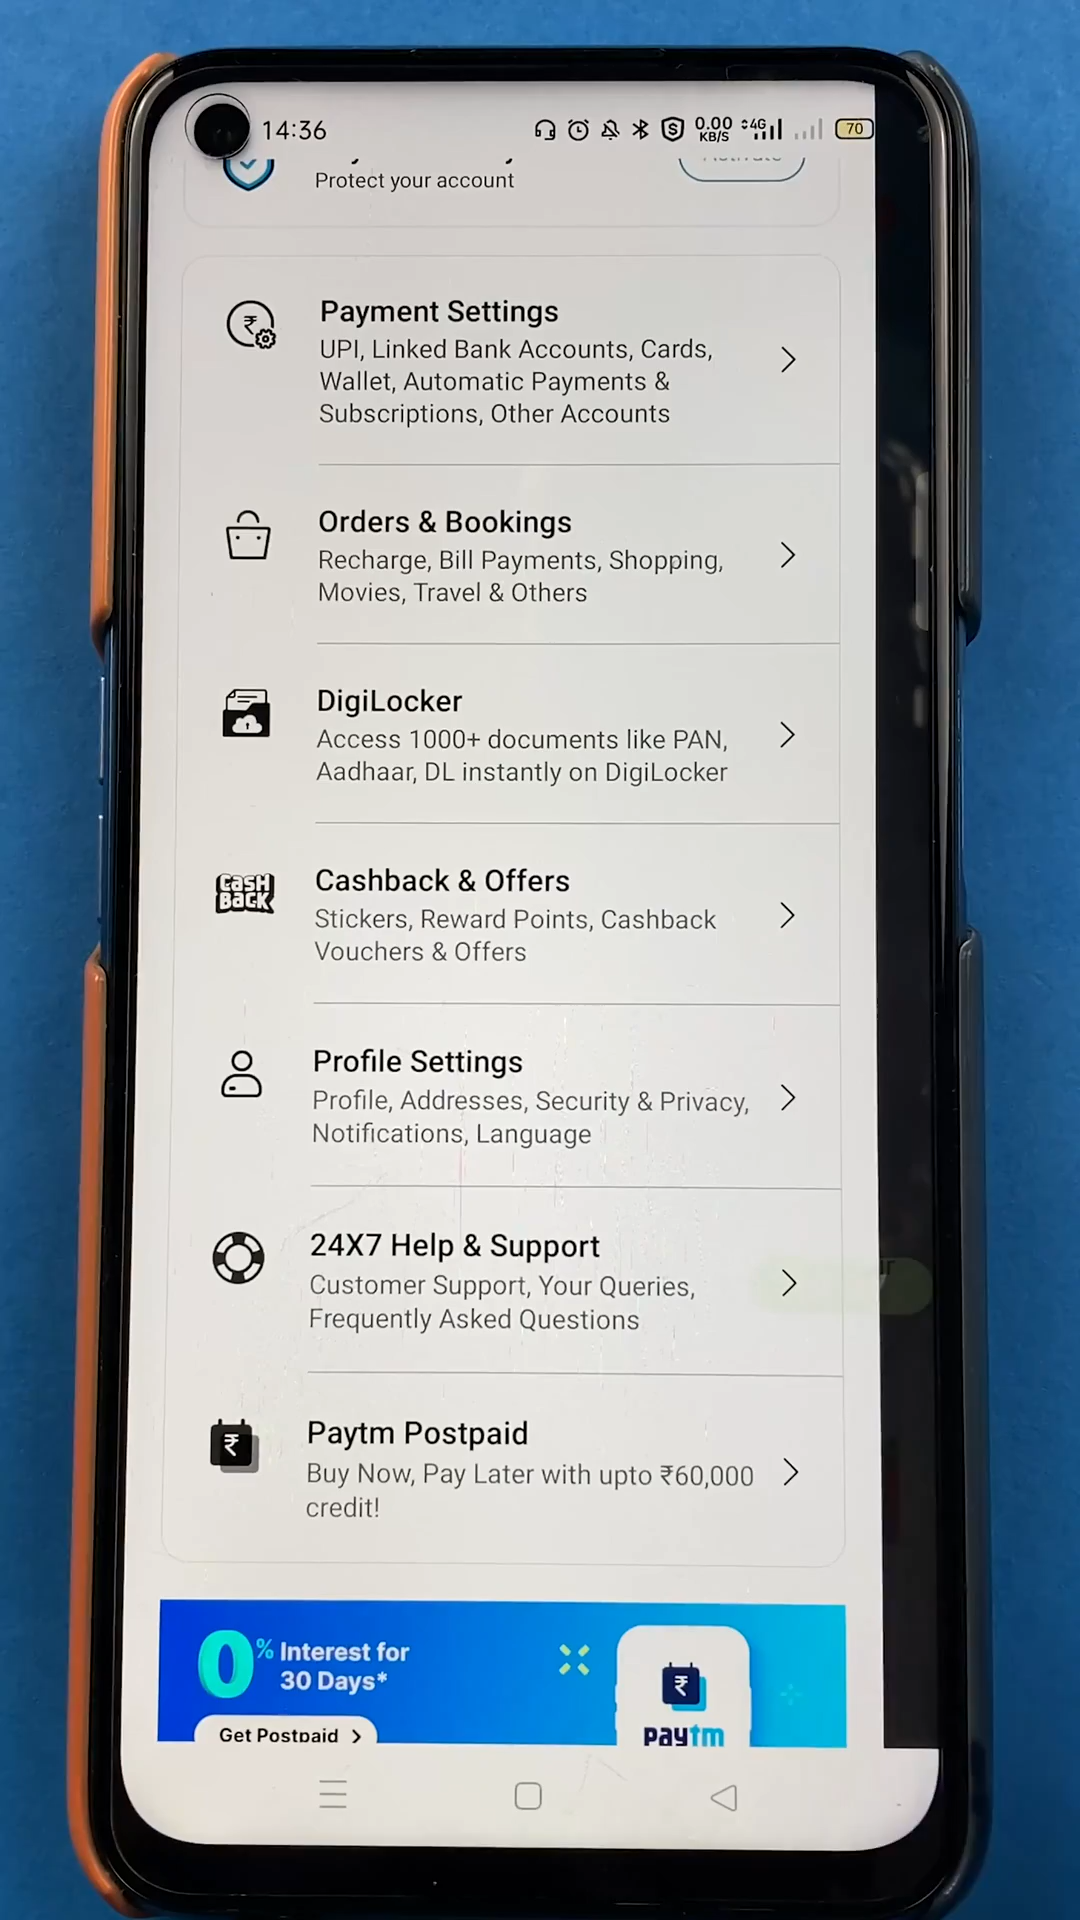 14:36
0.00
KB/S
4G
70
Protect your account
Payment Settings
UPI, Linked Bank Accounts, Cards,
Wallet, Automatic Payments &
Subscriptions, Other Accounts
Orders & Bookings
Recharge, Bill Payments, Shopping,
Movies, Travel & Others
DigiLocker
Access 1000+ documents like PAN,
Aadhaar, DL instantly on DigiLocker
CASH
BACK
Cashback & Offers
Stickers, Reward Points, Cashback
Vouchers & Offers
Profile Settings
Profile, Addresses, Security & Privacy,
Notifications, Language
24X7 Help & Support
Customer Support, Your Queries,
Frequently Asked Questions
₹
Paytm Postpaid
Buy Now, Pay Later with upto ₹60,000
credit!
0% Interest for
30 Days*
Get Postpaid
₹
paytm